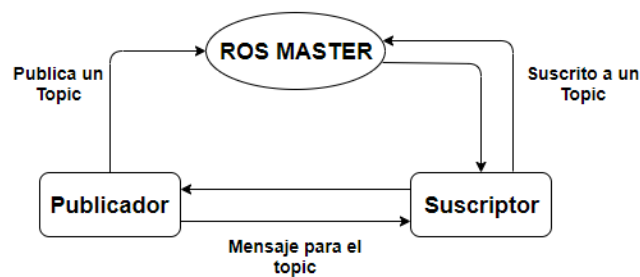 ROS MASTER
Publica un
Topic
Suscrito a un
Topic
Publicador
Suscriptor
Mensaje para el
topic